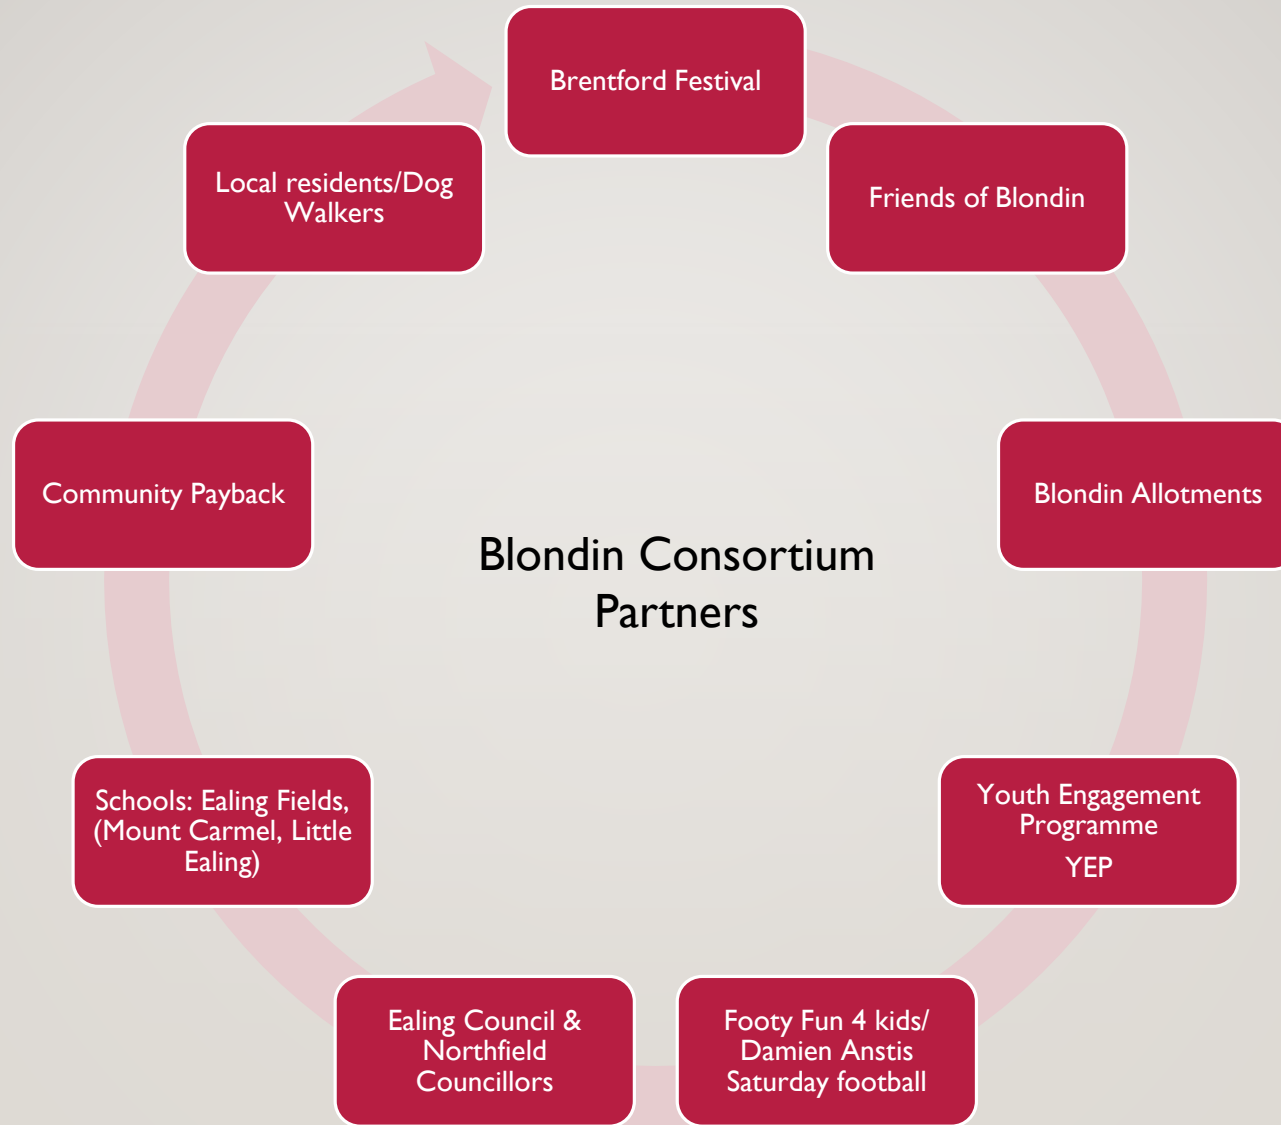 Brentford Festival
Friends of Blondin
Blondin Allotments
Youth Engagement
Programme
YEP
Footy Fun 4 kids/
Damien Anstis
Saturday football
Ealing Council &
Northfield
Councillors
Schools: Ealing Fields,
(Mount Carmel, Little
Ealing)
Community Payback
Local residents/Dog
Walkers
Blondin Consortium
Partners